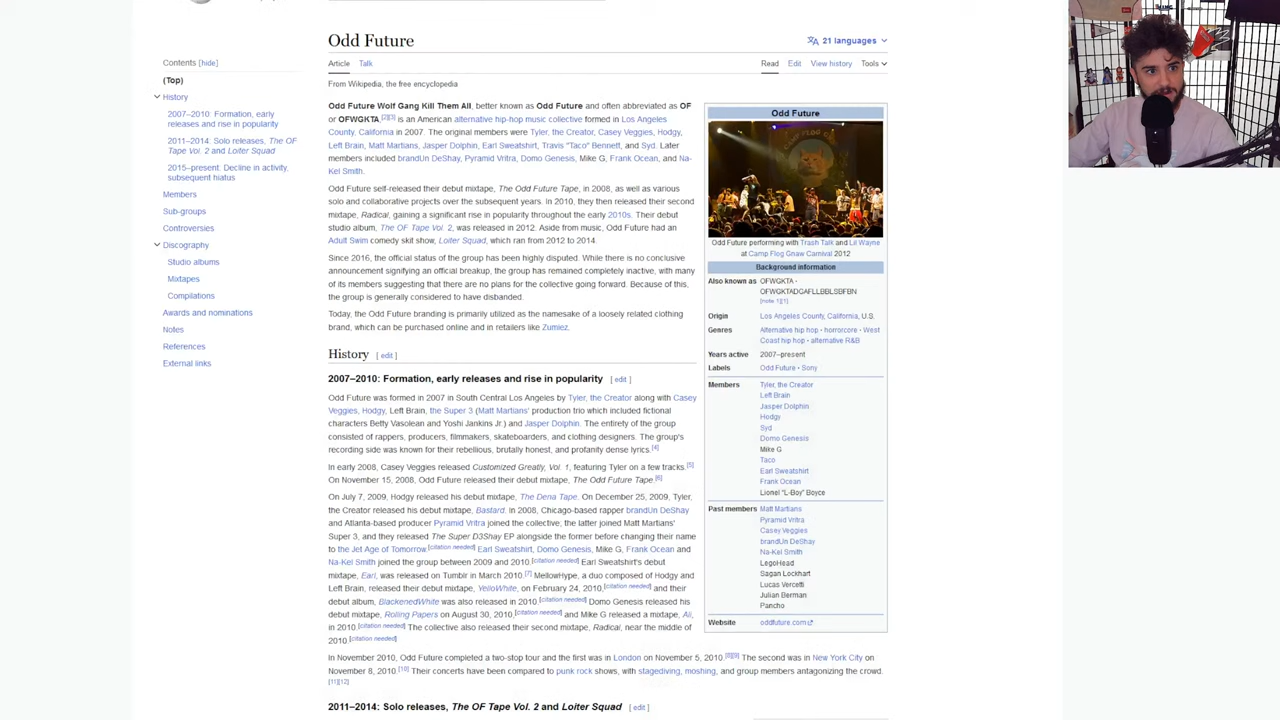 Odd Future
21 languages
Contents [hide]
(Top)
History
2007–2010: Formation, early
releases and rise in popularity
2011–2014: Solo releases, The OF
Tape Vol. 2 and Loiter Squad
2015–present: Decline in activity,
subsequent hiatus
Members
Sub-groups
Controversies
Discography
Studio albums
Mixtapes
Compilations
Awards and nominations
Notes
References
External links
Article Talk
Read Edit View history Tools
From Wikipedia, the free encyclopedia
Odd Future Wolf Gang Kill Them All, better known as Odd Future and often abbreviated as OF
or OFWGKTA,[2][3] is an American alternative hip-hop music collective formed in Los Angeles
County, California in 2007. The original members were Tyler, the Creator, Casey Veggies, Hodgy,
Left Brain, Matt Martians, Jasper Dolphin, Earl Sweatshirt, Travis "Taco" Bennett, and Syd. Later
members included brandUn DeShay, Pyramid Vritra, Domo Genesis, Mike G, Frank Ocean, and Na-
Kel Smith.
Odd Future self-released their debut mixtape, The Odd Future Tape, in 2008, as well as various
solo and collaborative projects over the subsequent years. In 2010, they then released their second
mixtape, Radical, gaining a significant rise in popularity throughout the early 2010s. Their debut
studio album, The OF Tape Vol. 2, was released in 2012. Aside from music, Odd Future had an
Adult Swim comedy skit show, Loiter Squad, which ran from 2012 to 2014.
Since 2016, the official status of the group has been highly disputed. While there is no conclusive
announcement signifying an official breakup, the group has remained completely inactive, with many
of its members suggesting that there are no plans for the collective going forward. Because of this,
the group is generally considered to have disbanded.
Today, the Odd Future branding is primarily utilized as the namesake of a loosely related clothing
brand, which can be purchased online and in retailers like Zumiez.
History [ edit ]
2007–2010: Formation, early releases and rise in popularity [ edit ]
Odd Future was formed in 2007 in South Central Los Angeles by Tyler, the Creator along with Casey
Veggies, Hodgy, Left Brain, the Super 3 (Matt Martians' production trio which included fictional
characters Betty Vasolean and Yoshi Jankins Jr.) and Jasper Dolphin. The entirety of the group
consisted of rappers, producers, filmmakers, skateboarders, and clothing designers. The group's
recording side was known for their rebellious, brutally honest, and profanity dense lyrics.[4]
In early 2008, Casey Veggies released Customized Greatly, Vol. 1, featuring Tyler on a few tracks.[5]
On November 15, 2008, Odd Future released their debut mixtape, The Odd Future Tape.[6]
On July 7, 2009, Hodgy released his debut mixtape, The Dena Tape. On December 25, 2009, Tyler,
the Creator released his debut mixtape, Bastard. In 2008, Chicago-based rapper brandUn DeShay
and Atlanta-based producer Pyramid Vritra joined the collective, the latter joined Matt Martians'
Super 3, and they released The Super D3Shay EP alongside the former before changing their name
to the Jet Age of Tomorrow.[citation needed] Earl Sweatshirt, Domo Genesis, Mike G, Frank Ocean and
Na-Kel Smith joined the group between 2009 and 2010.[citation needed] Earl Sweatshirt's debut
mixtape, Earl, was released on Tumblr in March 2010.[7] MellowHype, a duo composed of Hodgy and
Left Brain, released their debut mixtape, YelloWhite, on February 24, 2010,[citation needed] and their
debut album, BlackenedWhite was also released in 2010.[citation needed] Domo Genesis released his
debut mixtape, Rolling Papers on August 30, 2010,[citation needed] and Mike G released a mixtape, Ali,
in 2010.[citation needed] The collective also released their second mixtape, Radical, near the middle of
2010.[citation needed]
In November 2010, Odd Future completed a two-stop tour and the first was in London on November 5, 2010.[8][9] The second was in New York City on
November 8, 2010.[10] Their concerts have been compared to punk rock shows, with stagediving, moshing, and group members antagonizing the crowd.
[11][12]
2011–2014: Solo releases, The OF Tape Vol. 2 and Loiter Squad [ edit ]
Odd Future
Odd Future performing with Trash Talk and Lil Wayne
at Camp Flog Gnaw Carnival 2012
Background information
Also known as OFWGKTA ·
OFWGKTADGAFLLBBLSBFBN
[note 1][1]
Origin Los Angeles County, California, U.S.
Genres Alternative hip hop · horrorcore · West
Coast hip hop · alternative R&B
Years active 2007–present
Labels Odd Future · Sony
Members Tyler, the Creator
Left Brain
Jasper Dolphin
Hodgy
Syd
Domo Genesis
Mike G
Taco
Earl Sweatshirt
Frank Ocean
Lionel "L-Boy" Boyce
Past members Matt Martians
Pyramid Vritra
Casey Veggies
brandUn DeShay
Na-Kel Smith
LegoHead
Sagan Lockhart
Lucas Vercetti
Julian Berman
Pancho
Website oddfuture.com